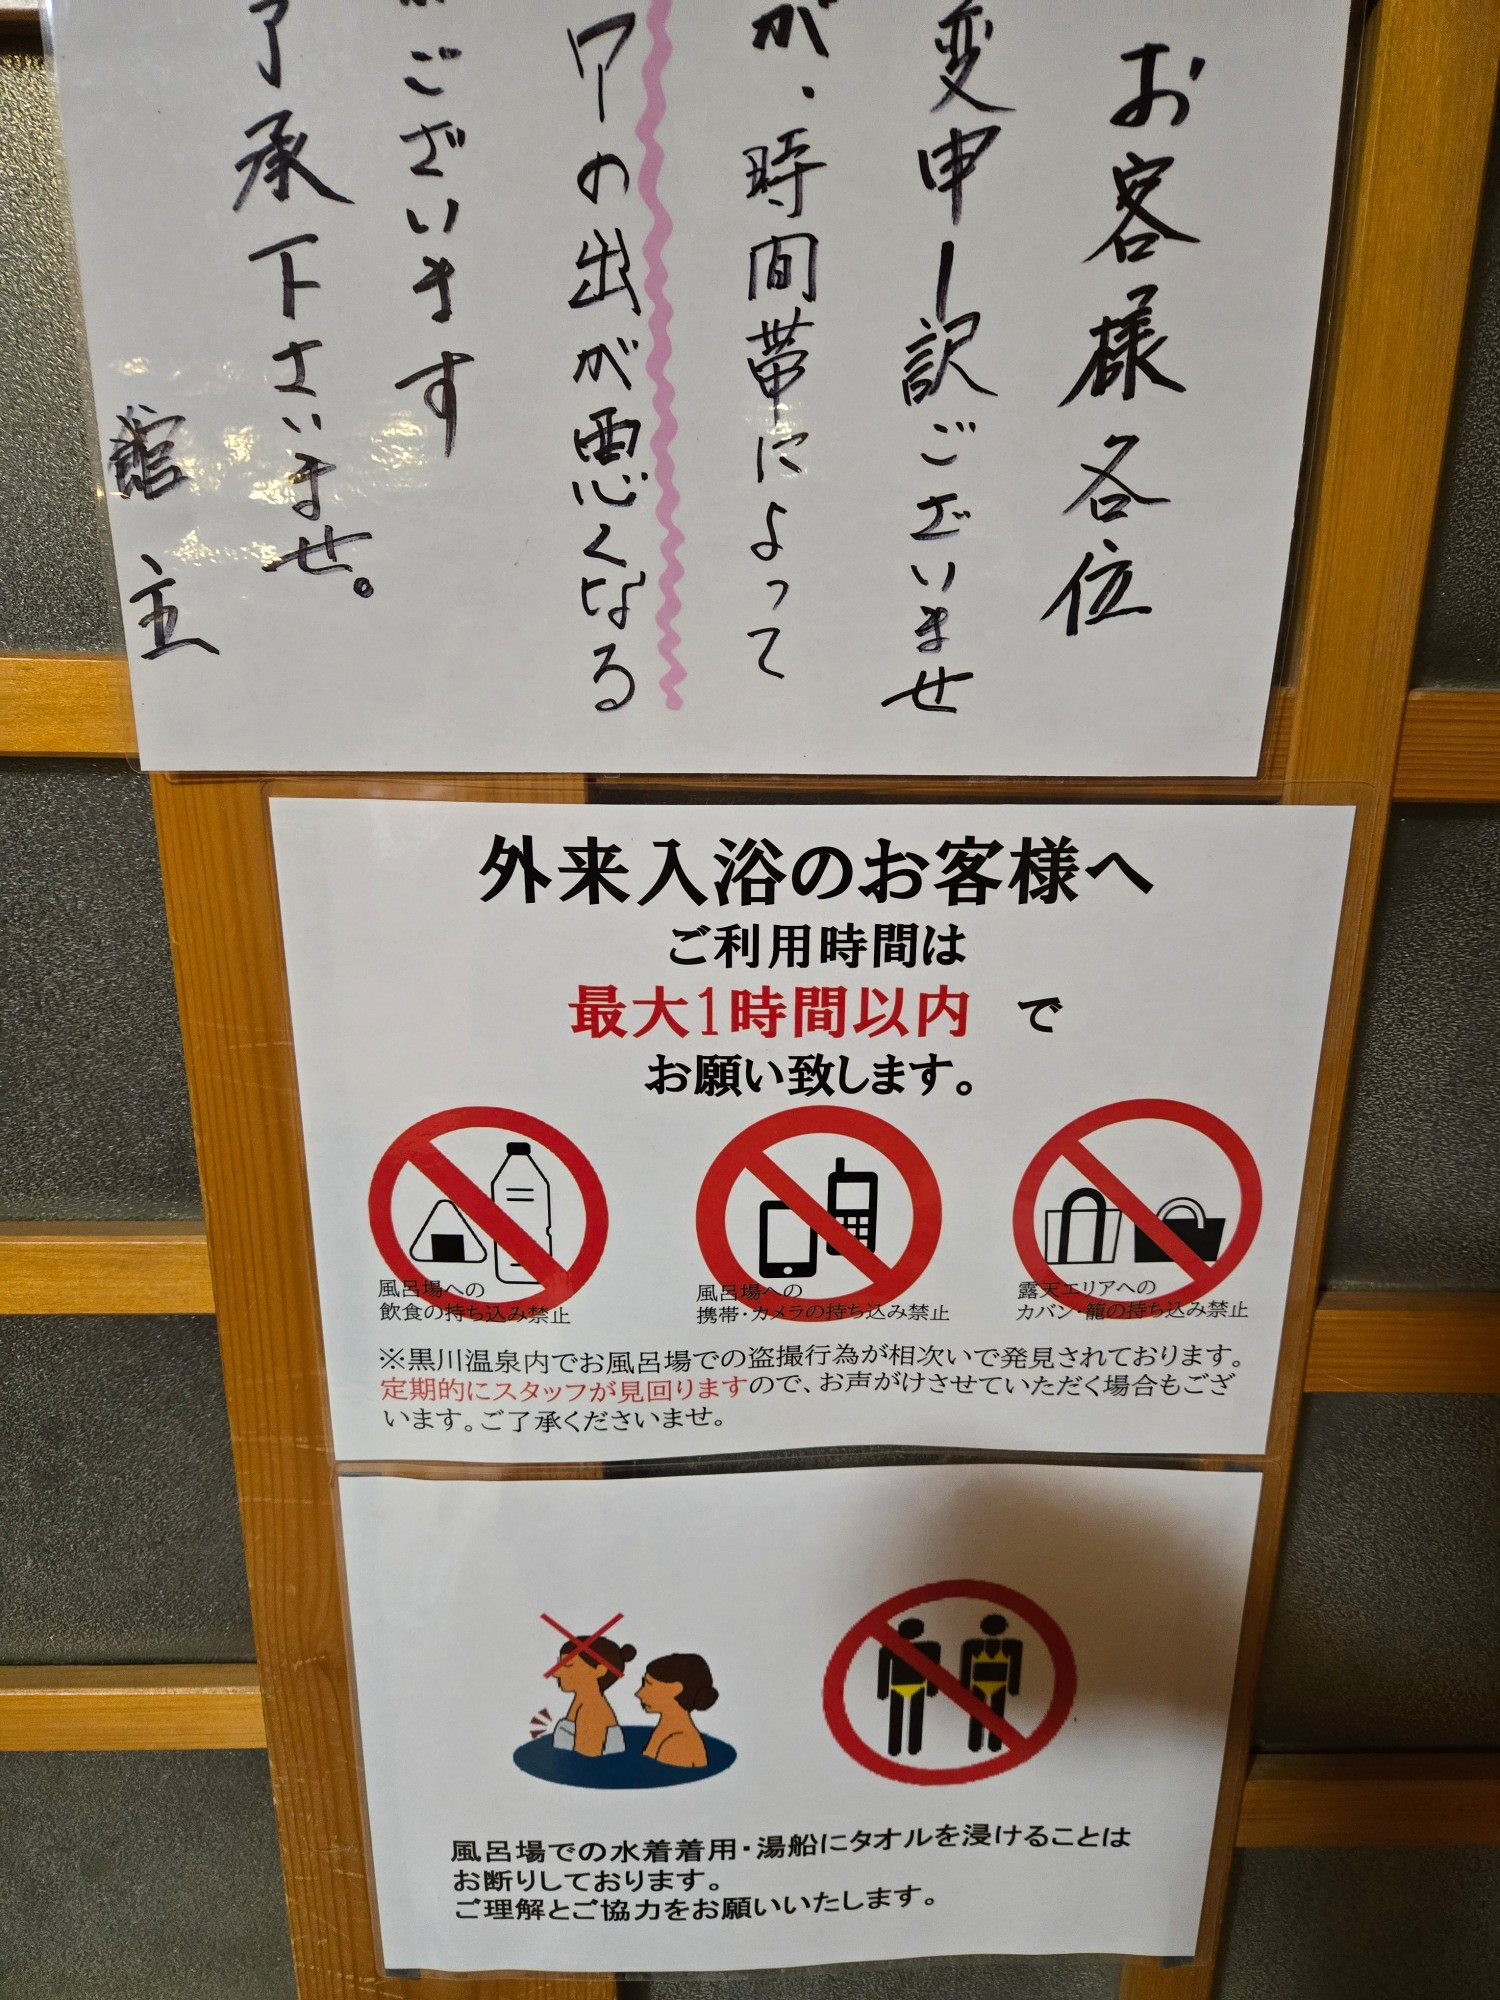 お客様各位
変申し訳ございませ
が、時間帯によって
ワーの出が悪くなる
ございます
了承下さいませ。
館主
外来入浴のお客様へ
ご利用時間は
最大1時間以内 で
お願い致します。
風呂場への
飲食の持ち込み禁止
風呂場への
携帯・カメラの持ち込み禁止
露天エリアへの
カバン・籠の持ち込み禁止
※黒川温泉内でお風呂場での盗撮行為が相次いで発見されております。
定期的にスタッフが見回りますので、お声がけさせていただく場合もござ
います。ご了承くださいませ。
風呂場での水着着用・湯船にタオルを浸けることは
お断りしております。
ご理解とご協力をお願いいたします。